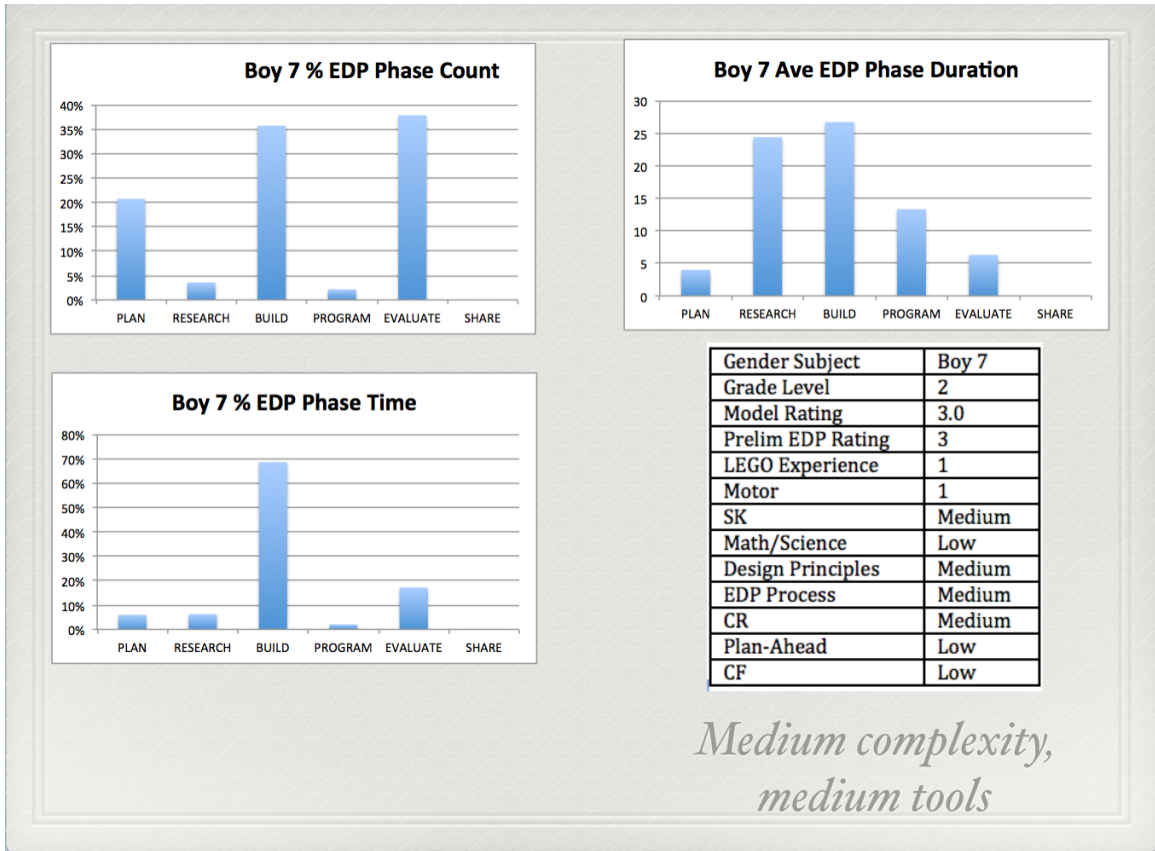 Boy 7 % EDP Phase Count
40%
35%
30%
25%
20%
15%
10%
5%
0%
PLAN RESEARCH BUILD PROGRAM EVALUATE SHARE
Boy 7 Ave EDP Phase Duration
30
25
20
15
10
5
0
PLAN RESEARCH BUILD PROGRAM EVALUATE SHARE
Boy 7 % EDP Phase Time
80%
70%
60%
50%
40%
30%
20%
10%
0%
PLAN RESEARCH BUILD PROGRAM EVALUATE SHARE
Gender Subject Boy 7
Grade Level 2
Model Rating 3.0
Prelim EDP Rating 3
LEGO Experience 1
Motor 1
SK Medium
Math/Science Low
Design Principles Medium
EDP Process Medium
CR Medium
Plan-Ahead Low
CF Low
Medium complexity,
medium tools